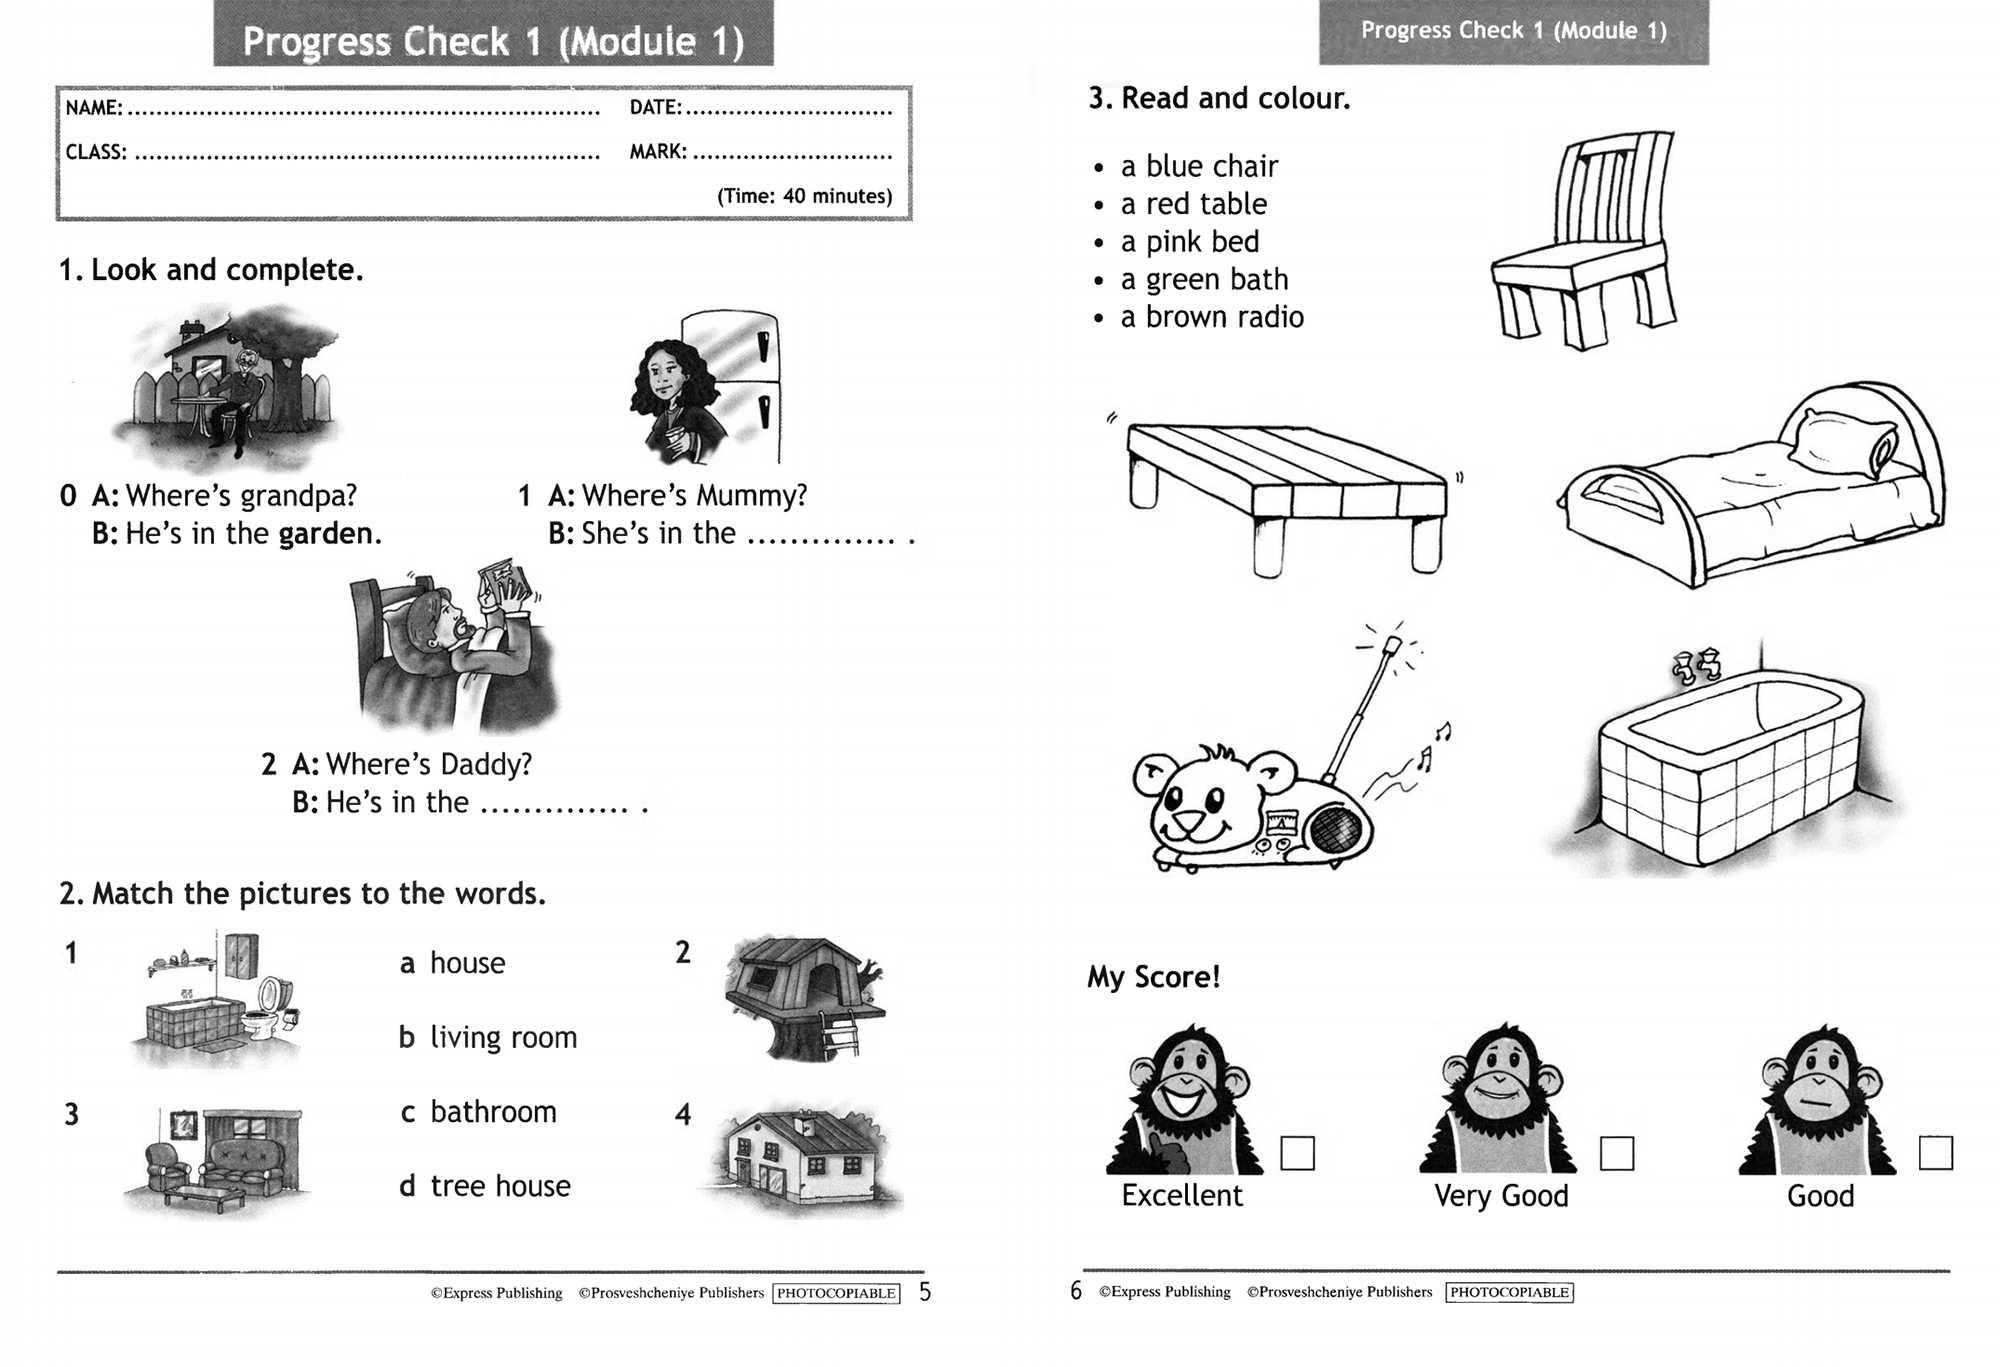 Progress Check 1 (Module 1)
NAME: ............................................................... DATE: ............................
CLASS: .............................................................. MARK: ...........................
(Time: 40 minutes)
1. Look and complete.
0 A: Where's grandpa?
B: He's in the garden.
1 A: Where's Mummy?
B: She's in the .............. .
2 A: Where's Daddy?
B: He's in the .............. .
2. Match the pictures to the words.
1
2
3
4
a house
b living room
c bathroom
d tree house
©Express Publishing ©Prosveshcheniye Publishers PHOTOCOPIABLE 5
Progress Check 1 (Module 1)
3. Read and colour.
• a blue chair
• a red table
• a pink bed
• a green bath
• a brown radio
My Score!
Excellent
Very Good
Good
6 ©Express Publishing ©Prosveshcheniye Publishers PHOTOCOPIABLE